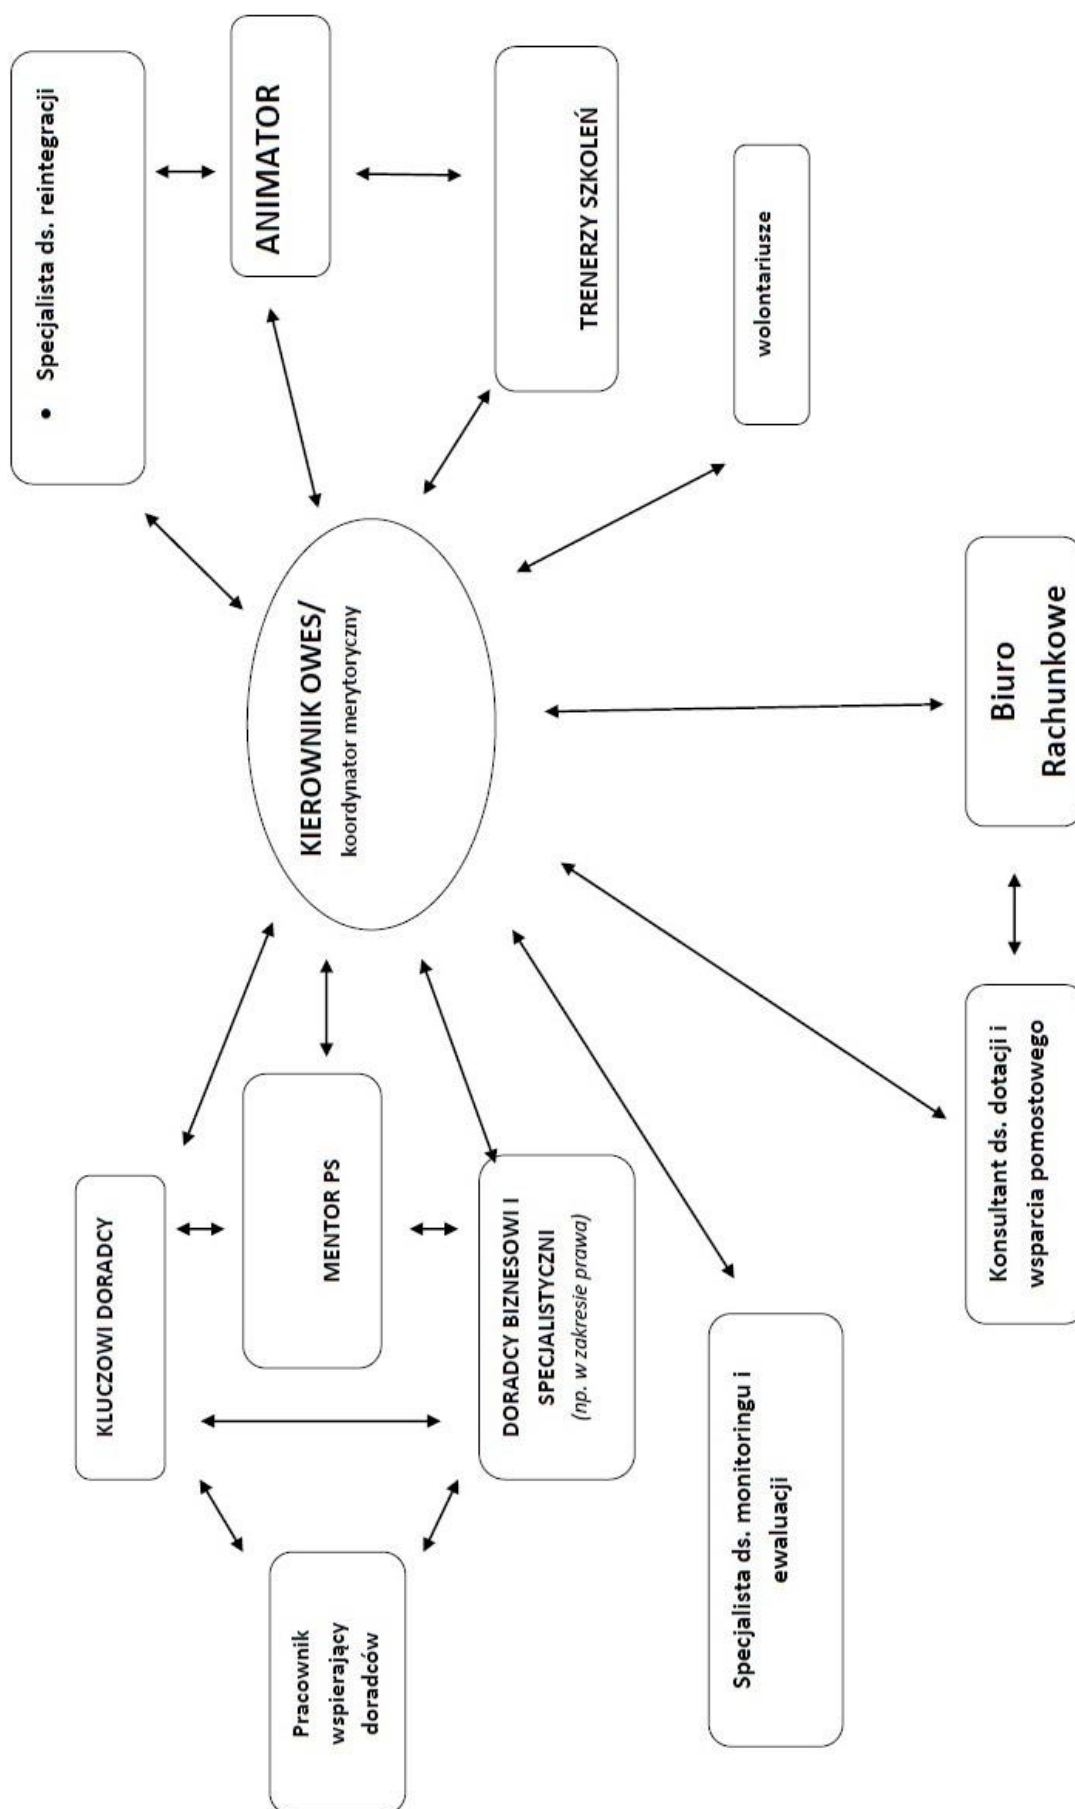 Pracownik
wspierający
doradców
KLUCZOWI DORADCY
MENTOR PS
DORADCY BIZNESOWI I
SPECJALISTYCZNI
(np. w zakresie prawa)
Specjalista ds. monitoringu i
ewaluacji
Konsultant ds. dotacji i
wsparcia pomostowego
KIEROWNIK OWES/
koordynator merytoryczny
Biuro
Rachunkowe
• Specjalista ds. reintegracji
ANIMATOR
TRENERZY SZKOLEŃ
wolontariusze